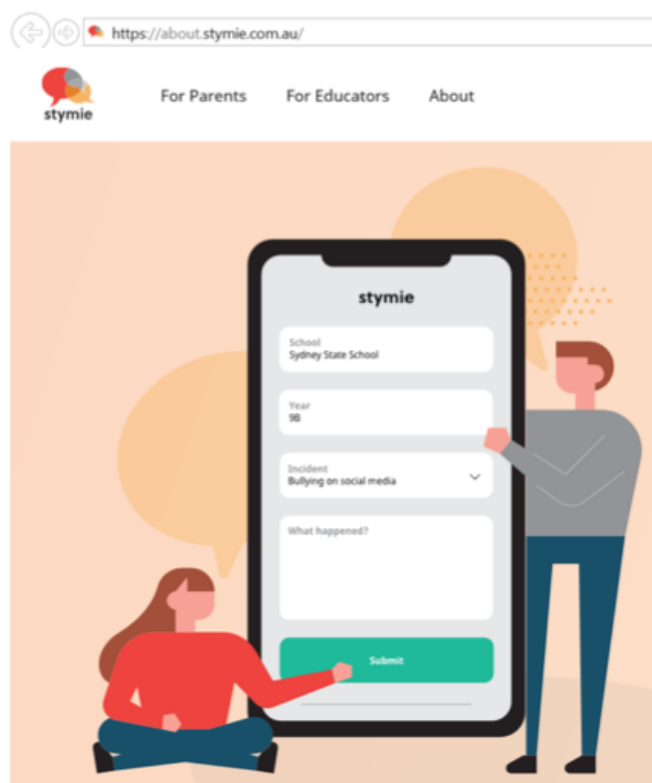 https://about.stymie.com.au/
stymie
For Parents For Educators About
stymie
School
Sydney State School
Year
9B
Incident
Bullying on social media
What happened?
Submit